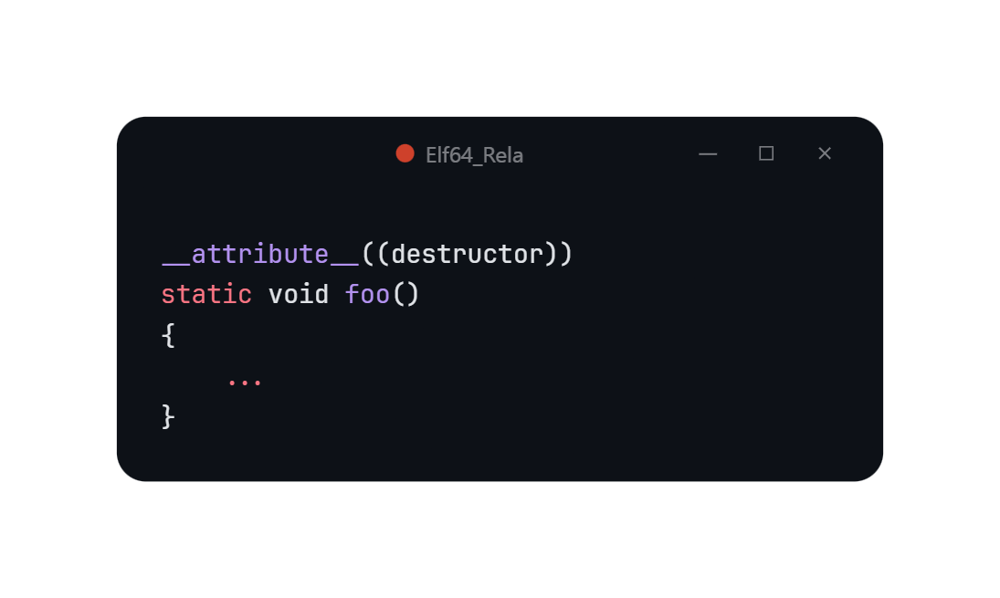 Elf64_Rela
__attribute__((destructor))
static void foo()
{
    ...
}